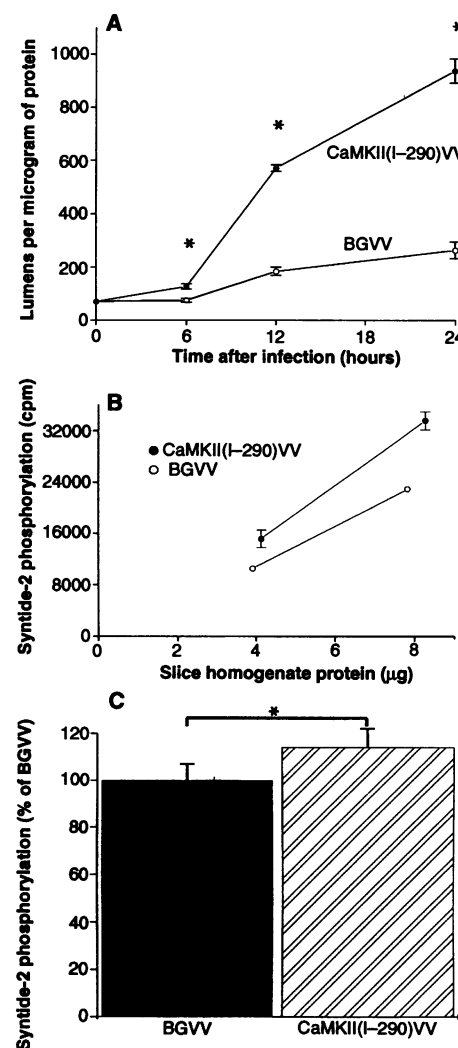 A
Lumens per microgram of protein
1000
800
600
400
200
0
*
*
*
CaMKII(I–290)VV
BGVV
0 6 12 18 24
Time after infection (hours)
B
Syntide-2 phosphorylation (cpm)
32000
24000
16000
8000
0
CaMKII(I–290)VV
BGVV
0 2 4 6 8
Slice homogenate protein (μg)
C
Syntide-2 phosphorylation (% of BGVV)
120
100
80
60
40
20
0
*
BGVV CaMKII(I–290)VV